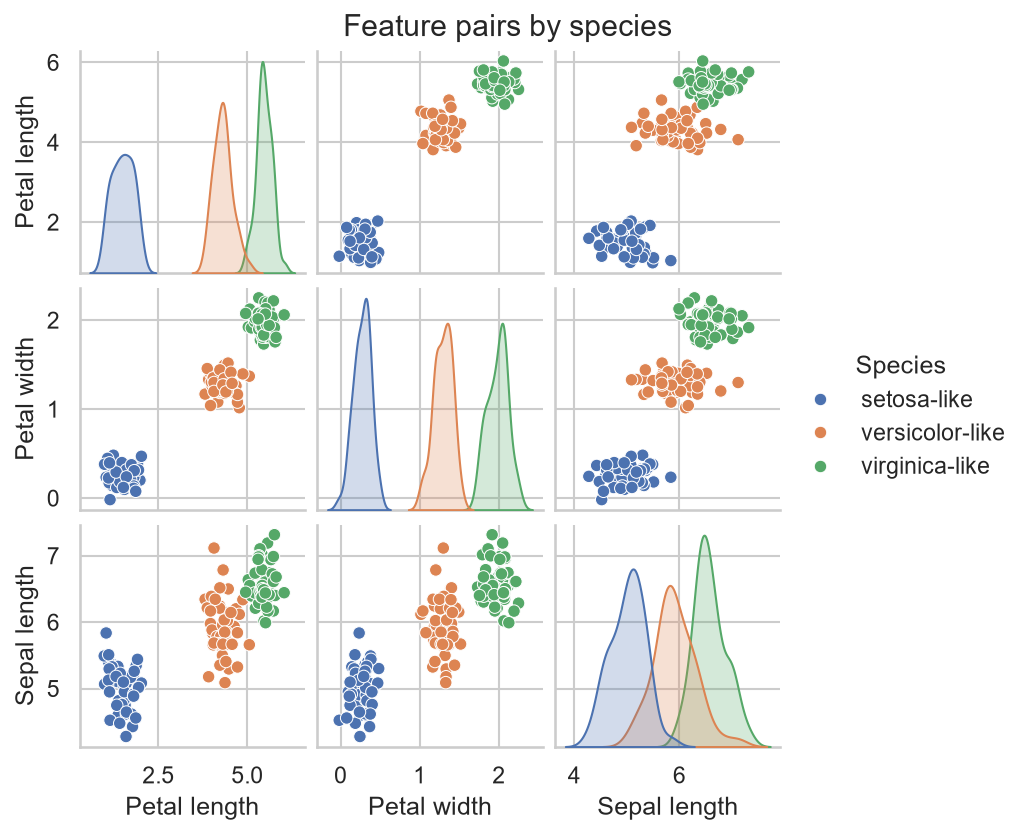 Feature pairs by species
Petal length
6
4
2
Petal width
2
1
0
Sepal length
7
6
5
2.5 5.0
Petal length
0 1 2
Petal width
4 6
Sepal length
Species
setosa-like
versicolor-like
virginica-like